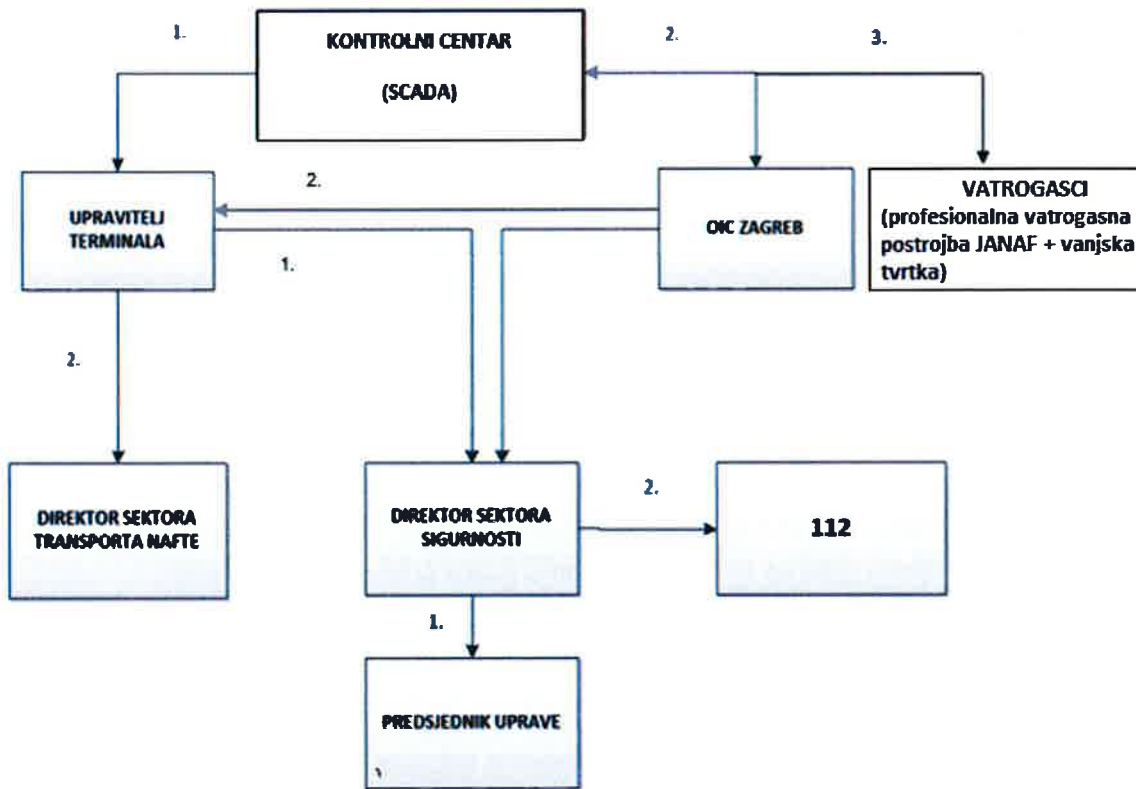 1.
KONTROLNI CENTAR
(SCADA)
2.
3.
UPRAVITELJ
TERMINALA
2.
1.
OIC ZAGREB
VATROGASCI
(profesionalna vatrogasna
postrojba JANAF + vanjska
tvrtka)
2.
DIREKTOR SEKTORA
TRANSPORTA NAFTE
DIREKTOR SEKTORA
SIGURNOSTI
2.
112
1.
PREDSJEDNIK UPRAVE